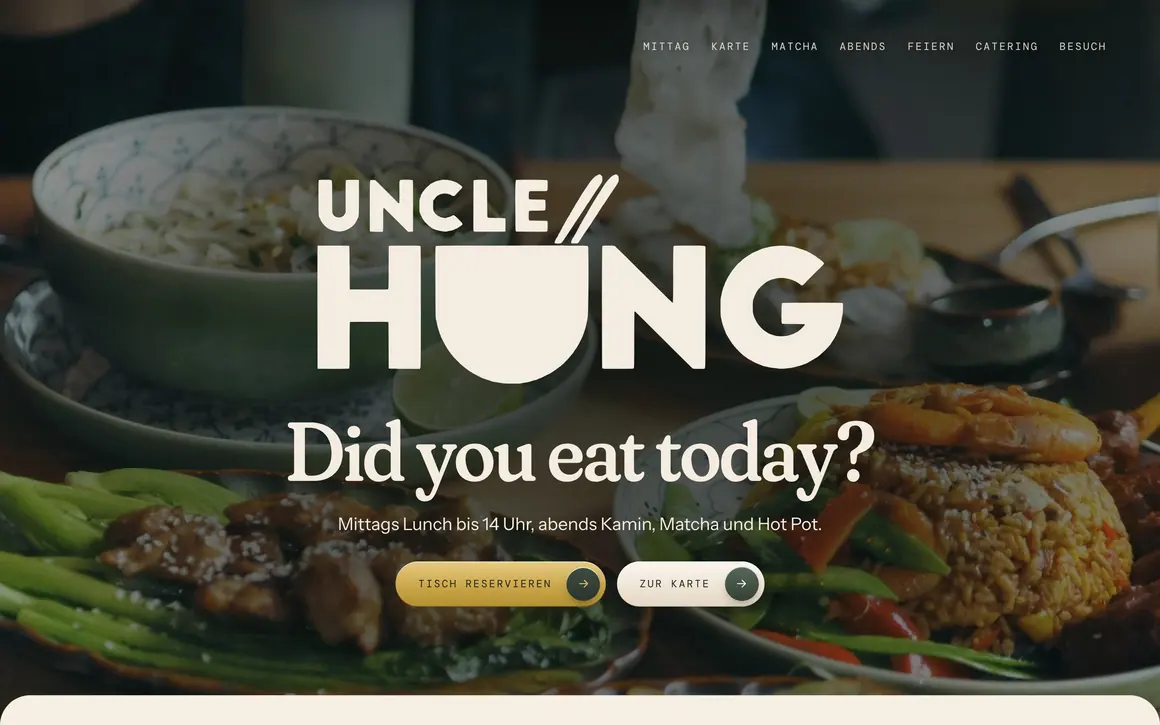 MITTAG KARTE MATCHA ABENDS FEIERN CATERING BESUCH
UNCLE
HUNG
Did you eat today?
Mittags Lunch bis 14 Uhr, abends Kamin, Matcha und Hot Pot.
TISCH RESERVIEREN → ZUR KARTE →